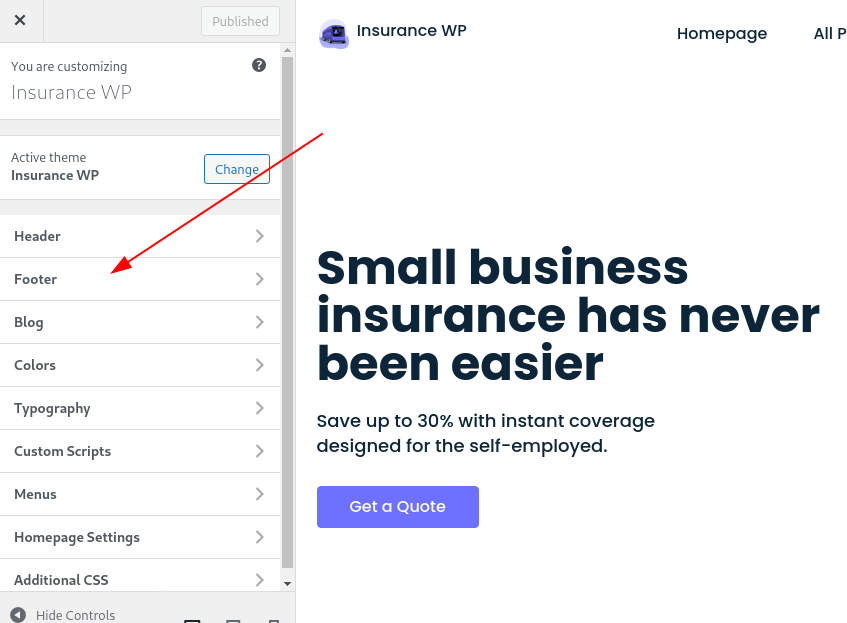 Published
You are customizing
Insurance WP
Active theme
Insurance WP
Change
Header
Footer
Blog
Colors
Typography
Custom Scripts
Menus
Homepage Settings
Additional CSS
Hide Controls
Insurance WP
Homepage
All P
Small business
insurance has never
been easier
Save up to 30% with instant coverage
designed for the self-employed.
Get a Quote